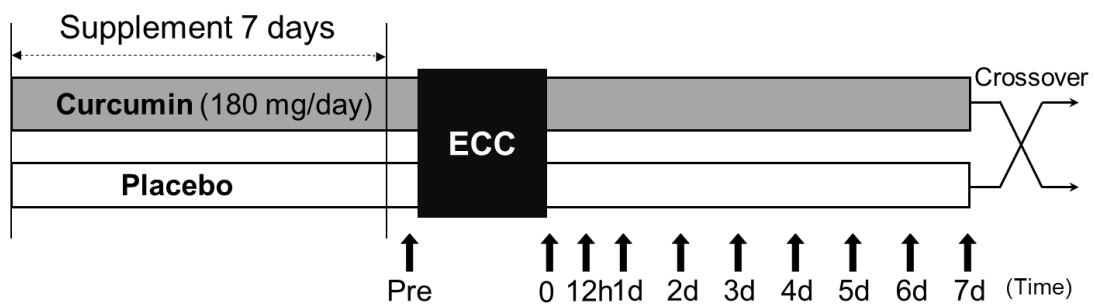 Supplement 7 days
Crossover
Curcumin (180 mg/day)
ECC
Placebo
Pre 0 12h 1d 2d 3d 4d 5d 6d 7d (Time)